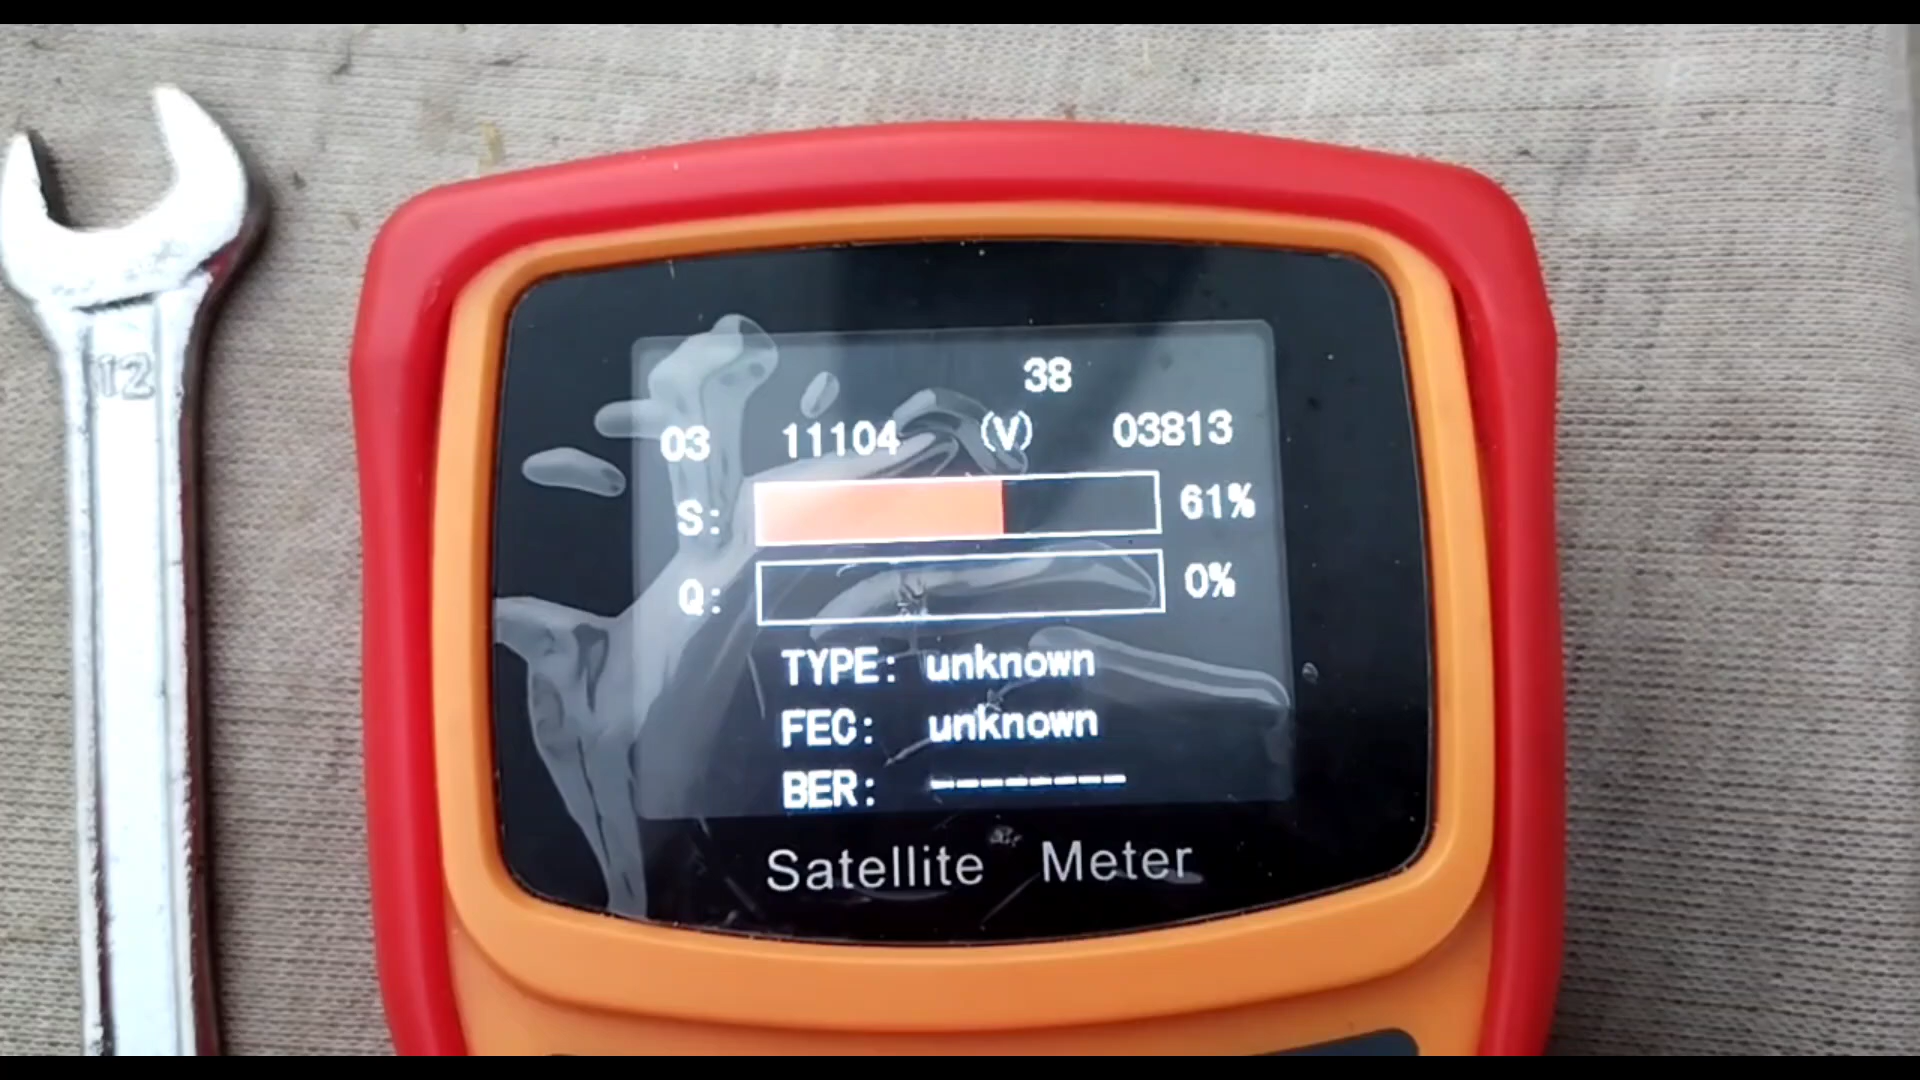 12
38
03 11104 (V) 03813
S: 61%
Q: 0%
TYPE: unknown
FEC: unknown
BER: --------
Satellite Meter